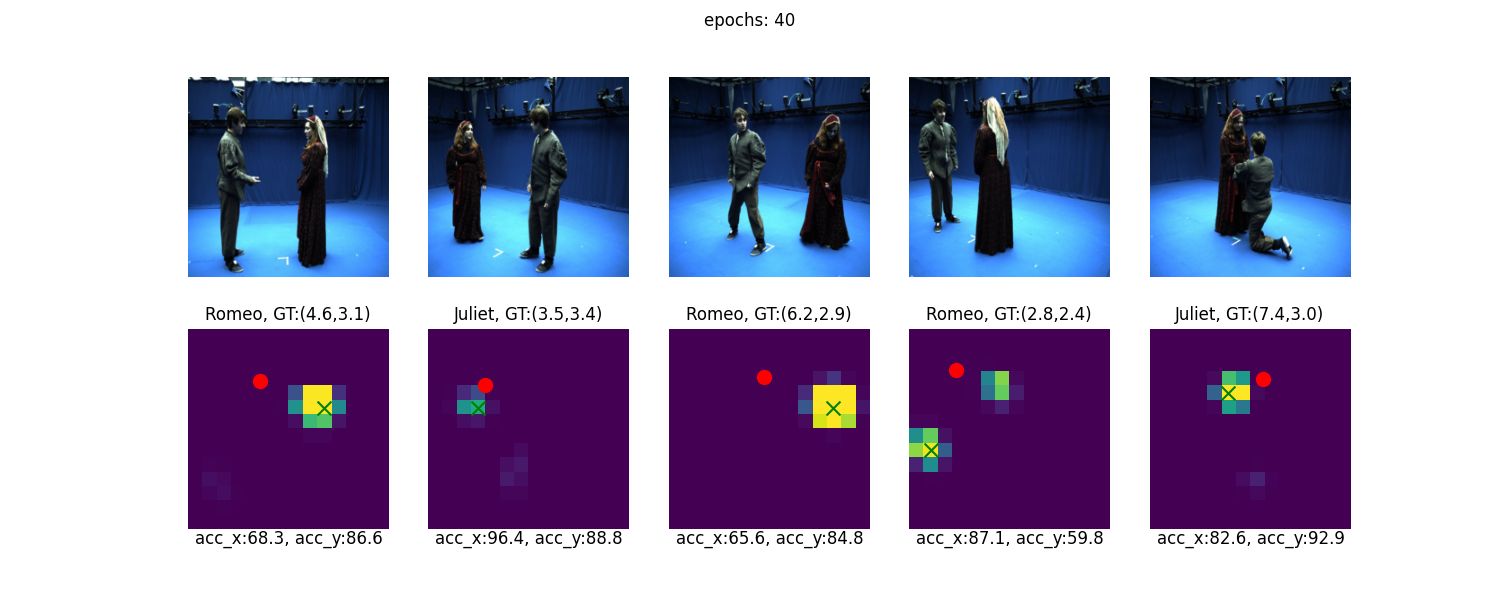 epochs: 40
Romeo, GT:(4.6,3.1)
Juliet, GT:(3.5,3.4)
Romeo, GT:(6.2,2.9)
Romeo, GT:(2.8,2.4)
Juliet, GT:(7.4,3.0)
acc_x:68.3, acc_y:86.6
acc_x:96.4, acc_y:88.8
acc_x:65.6, acc_y:84.8
acc_x:87.1, acc_y:59.8
acc_x:82.6, acc_y:92.9